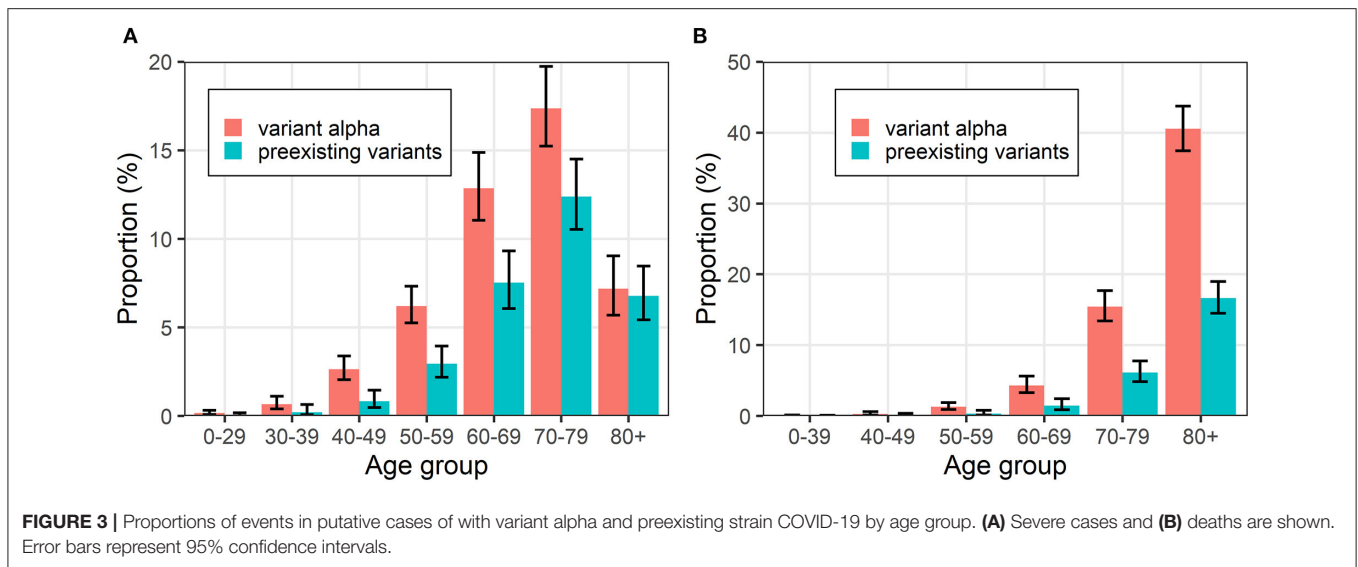 A
B
20
15
10
5
0
Proportion (%)
variant alpha
preexisting variants
0-29 30-39 40-49 50-59 60-69 70-79 80+
Age group
50
40
30
20
10
0
Proportion (%)
variant alpha
preexisting variants
0-39 40-49 50-59 60-69 70-79 80+
Age group
FIGURE 3 | Proportions of events in putative cases of with variant alpha and preexisting strain COVID-19 by age group. (A) Severe cases and (B) deaths are shown.
Error bars represent 95% confidence intervals.